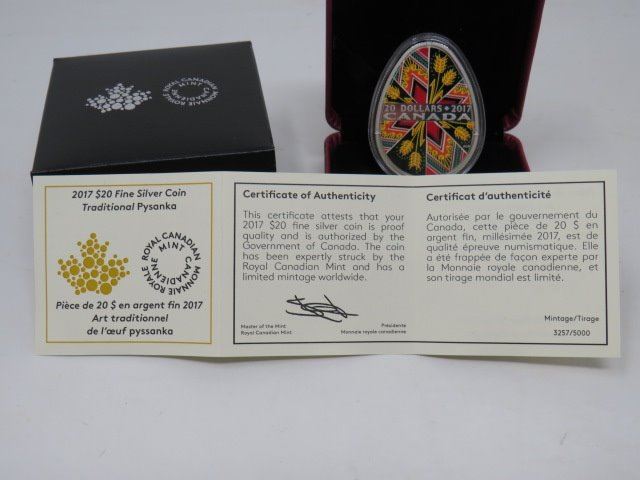 ROYAL CANADIAN MINT
MONNAIE ROYALE CANADIENNE
20 DOLLARS • 2017
CANADA
2017 $20 Fine Silver Coin
Traditional Pysanka
ROYAL CANADIAN MINT
MONNAIE ROYALE CANADIENNE
Pièce de 20 $ en argent fin 2017
Art traditionnel
de l'œuf pyssanka
Certificate of Authenticity
This certificate attests that your
2017 $20 fine silver coin is proof
quality and is authorized by the
Government of Canada. The coin
has been expertly struck by the
Royal Canadian Mint and has a
limited mintage worldwide.
Master of the Mint
Royal Canadian Mint
Présidente
Monnaie royale canadienne
Certificat d'authenticité
Autorisée par le gouvernement du
Canada, cette pièce de 20 $ en
argent fin, millésimée 2017, est de
qualité épreuve numismatique. Elle
a été frappée de façon experte par
la Monnaie royale canadienne, et
son tirage mondial est limité.
Mintage/Tirage
3257/5000